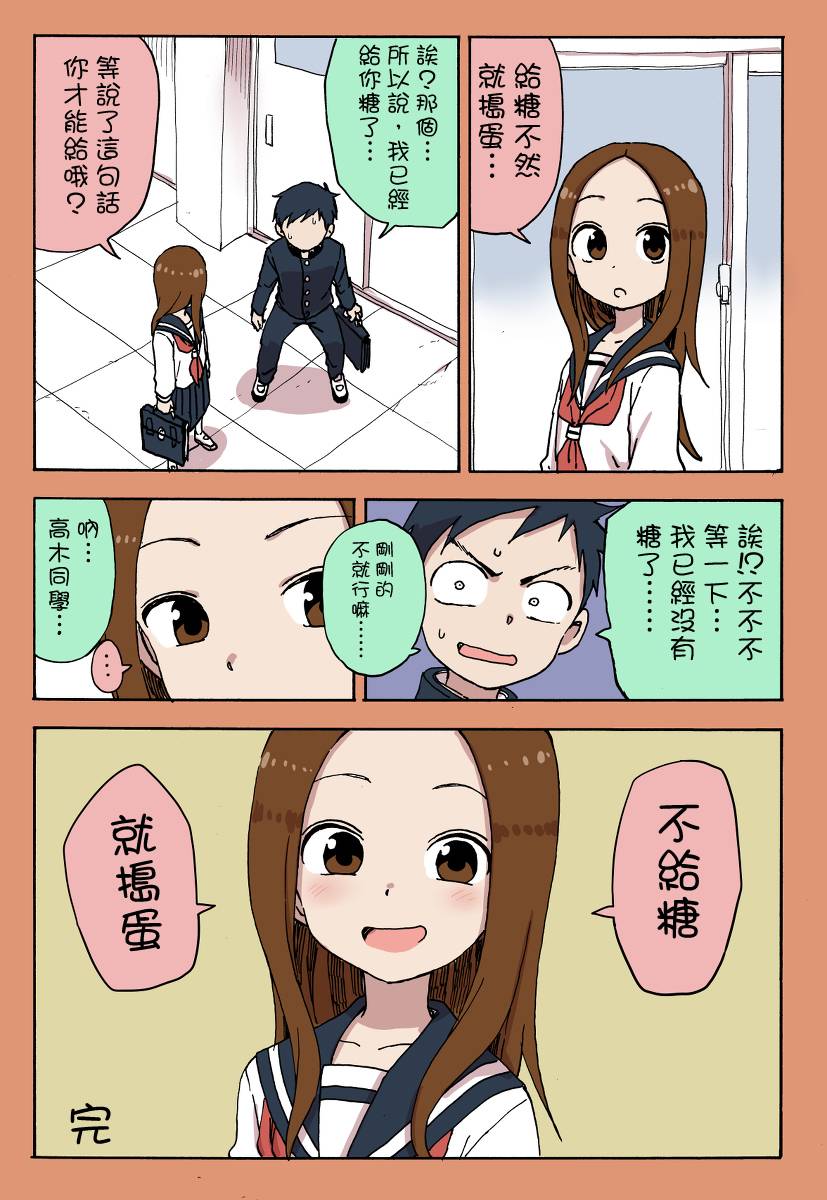 給糖不然
就搗蛋…
誒?那個…
所以說，我已經
給你糖了…
等說了這句話
你才能給哦?
誒!?不不不
等一下…
我已經沒有
糖了……
剛剛的
不就行嘛……
吶…
高木同學…
…
不給糖
就搗蛋
完